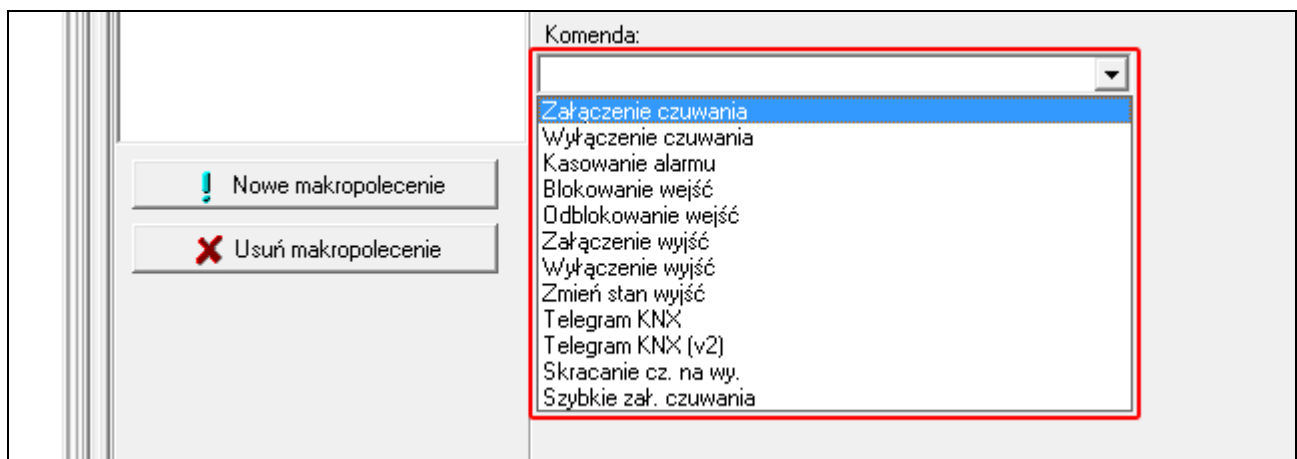 Komenda:
Załączenie czuwania
Wyłączenie czuwania
Kasowanie alarmu
Blokowanie wejść
Odblokowanie wejść
Załączenie wyjść
Wyłączenie wyjść
Zmień stan wyjść
Telegram KNX
Telegram KNX (v2)
Skracanie cz. na wy.
Szybkie zał. czuwania
Nowe makropolecenie
Usuń makropolecenie